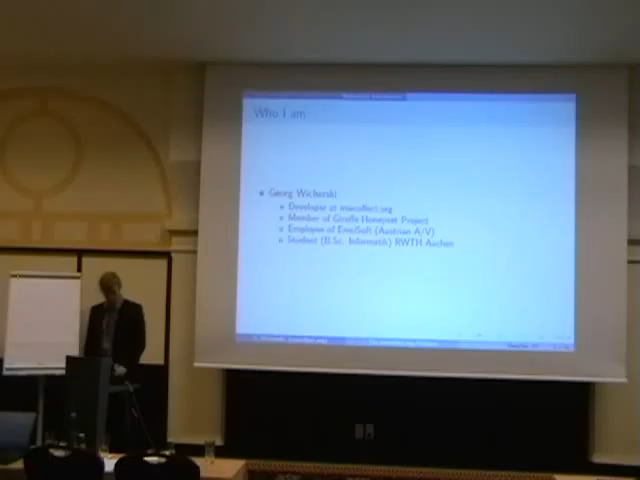 Who I am
Georg Wicherski
Developer at mwcollect.org
Member of Giraffe Honeynet Project
Employee of EmsiSoft (Austrian A/V)
Student (B.Sc. Informatik) RWTH Aachen